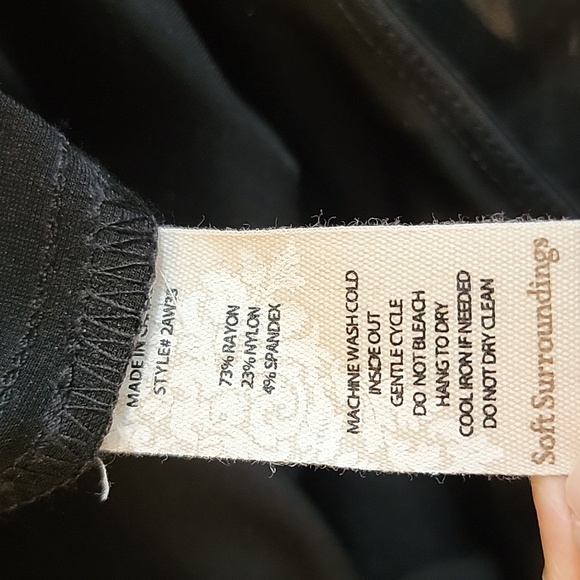 MADE IN
STYLE#
73% RAYON
23% NYLON
4% SPANDEX
MACHINE WASH COLD
INSIDE OUT
GENTLE CYCLE
DO NOT BLEACH
HANG TO DRY
COOL IRON IF NEEDED
DO NOT DRY CLEAN
Soft Surroundings